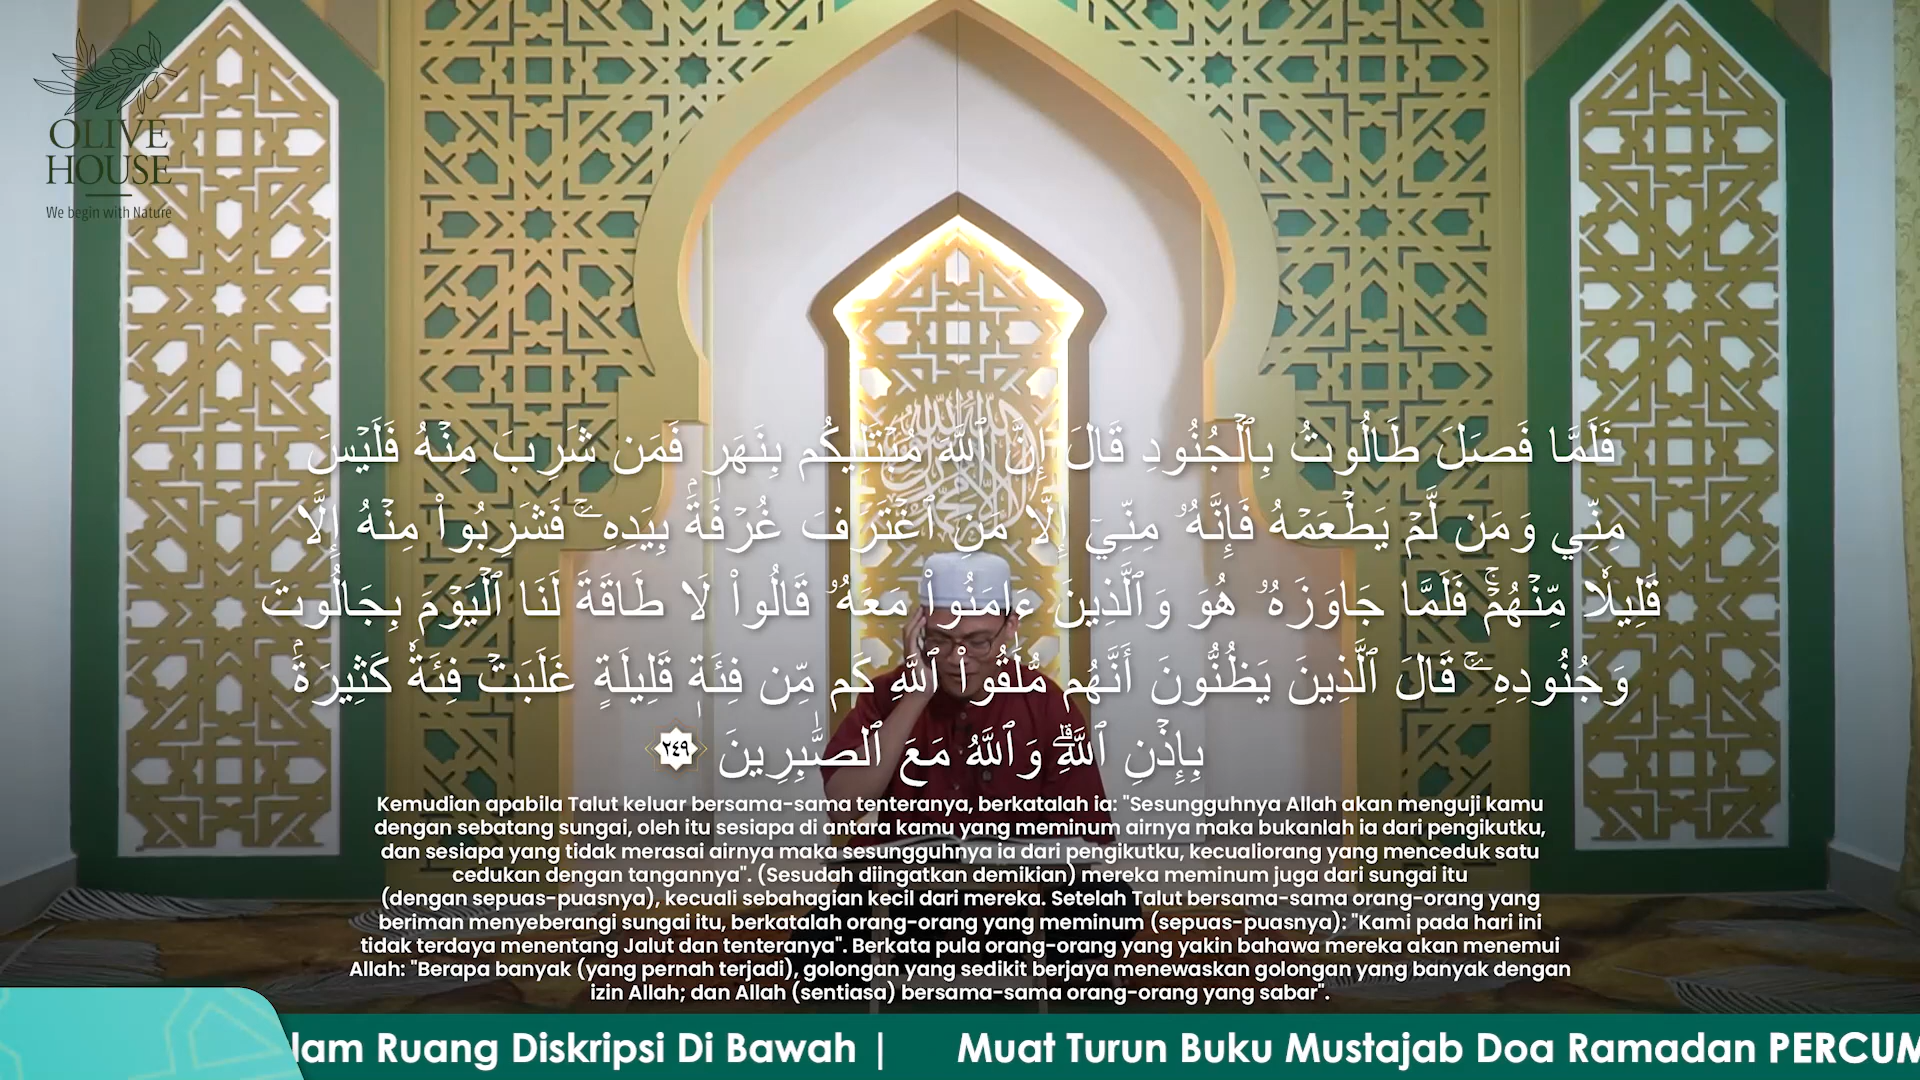 OLIVE
HOUSE
We begin with Nature
فَلَمَّا فَصَلَ طَالُوتُ بِٱلۡجُنُودِ قَالَ إِنَّ ٱللَّهَ مُبۡتَلِيكُم بِنَهَرٖ فَمَن شَرِبَ مِنۡهُ فَلَيۡسَ
مِنِّي وَمَن لَّمۡ يَطۡعَمۡهُ فَإِنَّهُۥ مِنِّيٓ إِلَّا مَنِ ٱغۡتَرَفَ غُرۡفَةَۢ بِيَدِهِۦۚ فَشَرِبُواْ مِنۡهُ إِلَّا
قَلِيلٗا مِّنۡهُمۡۚ فَلَمَّا جَاوَزَهُۥ هُوَ وَٱلَّذِينَ ءَامَنُواْ مَعَهُۥ قَالُواْ لَا طَاقَةَ لَنَا ٱلۡيَوۡمَ بِجَالُوتَ
وَجُنُودِهِۦۚ قَالَ ٱلَّذِينَ يَظُنُّونَ أَنَّهُم مُّلَٰقُواْ ٱللَّهِ كَم مِّن فِئَةٖ قَلِيلَةٍ غَلَبَتۡ فِئَةٗ كَثِيرَةَۢ
بِإِذۡنِ ٱللَّهِۗ وَٱللَّهُ مَعَ ٱلصَّٰبِرِينَ ٢٤٩
Kemudian apabila Talut keluar bersama-sama tenteranya, berkatalah ia: "Sesungguhnya Allah akan menguji kamu
dengan sebatang sungai, oleh itu sesiapa di antara kamu yang meminum airnya maka bukanlah ia dari pengikutku,
dan sesiapa yang tidak merasai airnya maka sesungguhnya ia dari pengikutku, kecualiorang yang menceduk satu
cedukan dengan tangannya". (Sesudah diingatkan demikian) mereka meminum juga dari sungai itu
(dengan sepuas-puasnya), kecuali sebahagian kecil dari mereka. Setelah Talut bersama-sama orang-orang yang
beriman menyeberangi sungai itu, berkatalah orang-orang yang meminum (sepuas-puasnya): "Kami pada hari ini
tidak terdaya menentang Jalut dan tenteranya". Berkata pula orang-orang yang yakin bahawa mereka akan menemui
Allah: "Berapa banyak (yang pernah terjadi), golongan yang sedikit berjaya menewaskan golongan yang banyak dengan
izin Allah; dan Allah (sentiasa) bersama-sama orang-orang yang sabar".
lam Ruang Diskripsi Di Bawah | Muat Turun Buku Mustajab Doa Ramadan PERCUM